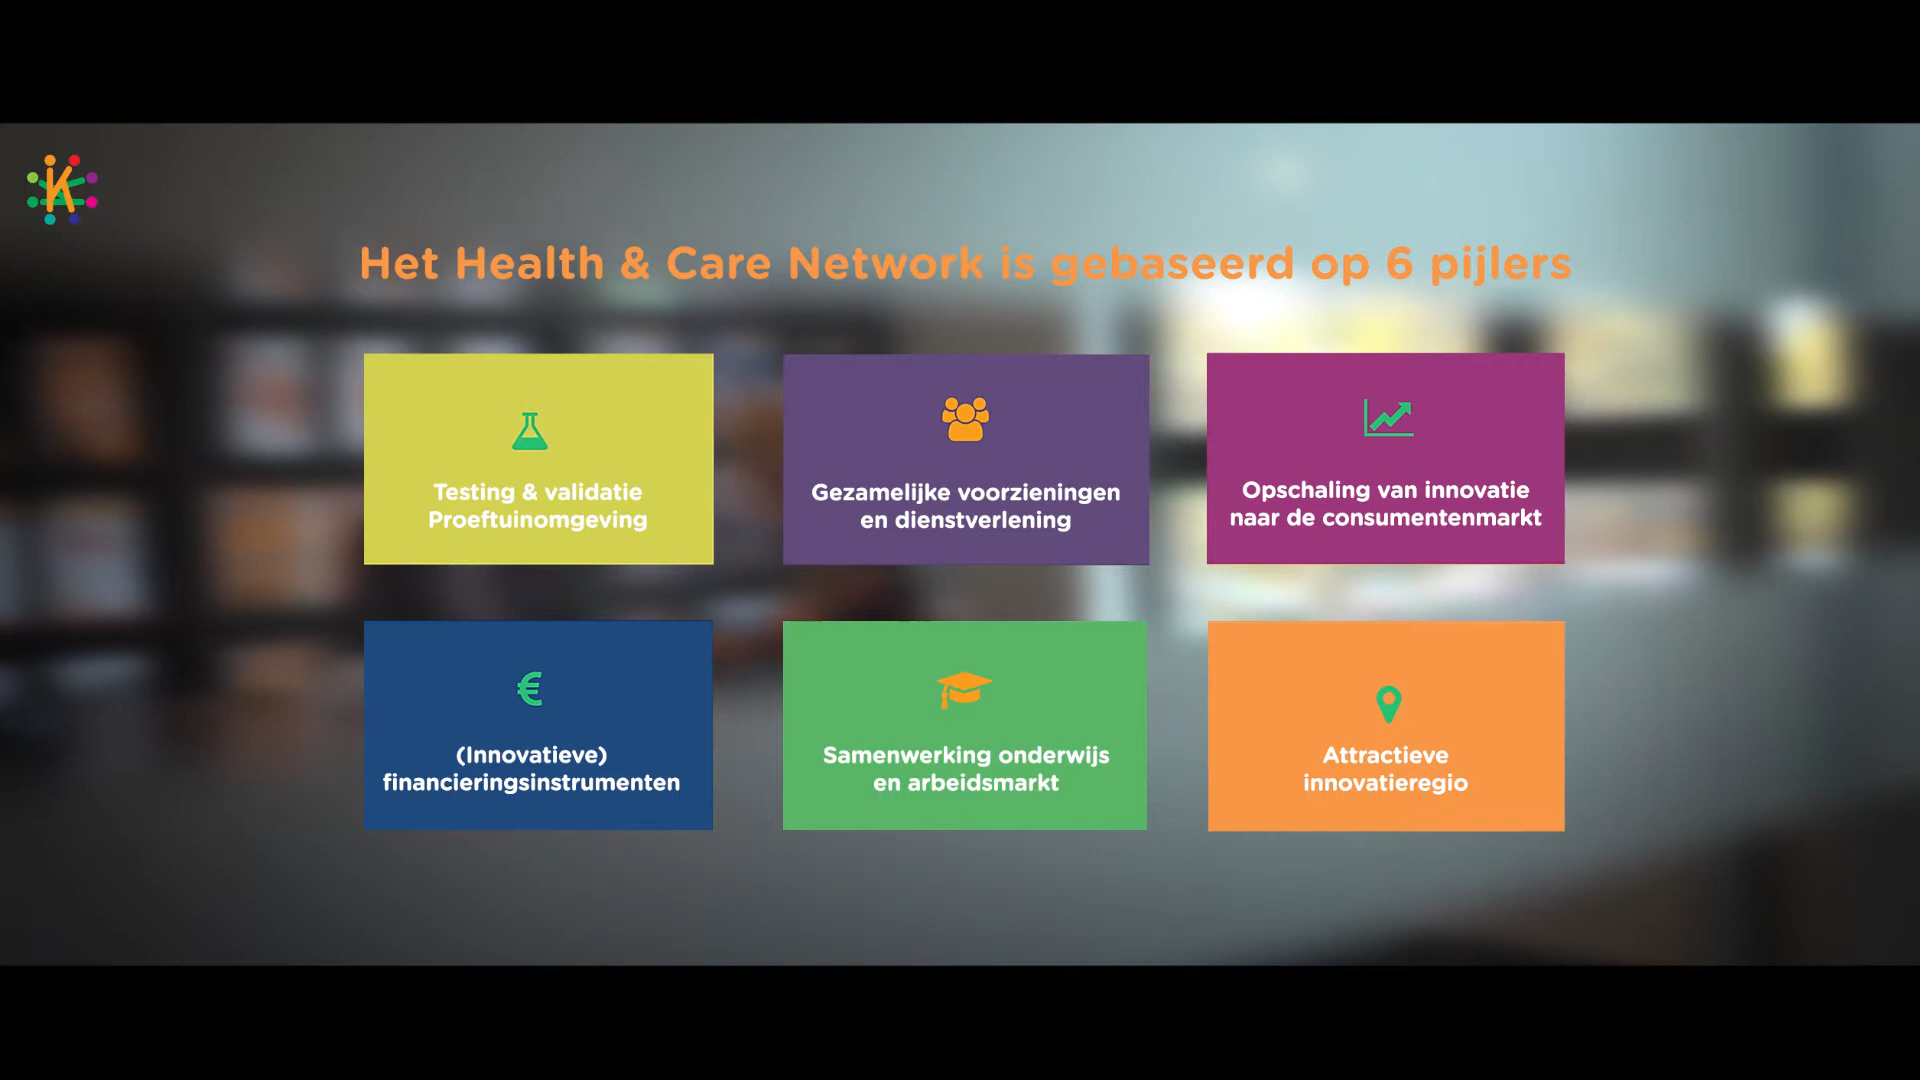 K
Het Health & Care Network is gebaseerd op 6 pijlers
Testing & validatie
Proeftuinomgeving
Gezamelijke voorzieningen
en dienstverlening
Opschaling van innovatie
naar de consumentenmarkt
€
(Innovatieve)
financieringsinstrumenten
Samenwerking onderwijs
en arbeidsmarkt
Attractieve
innovatieregio